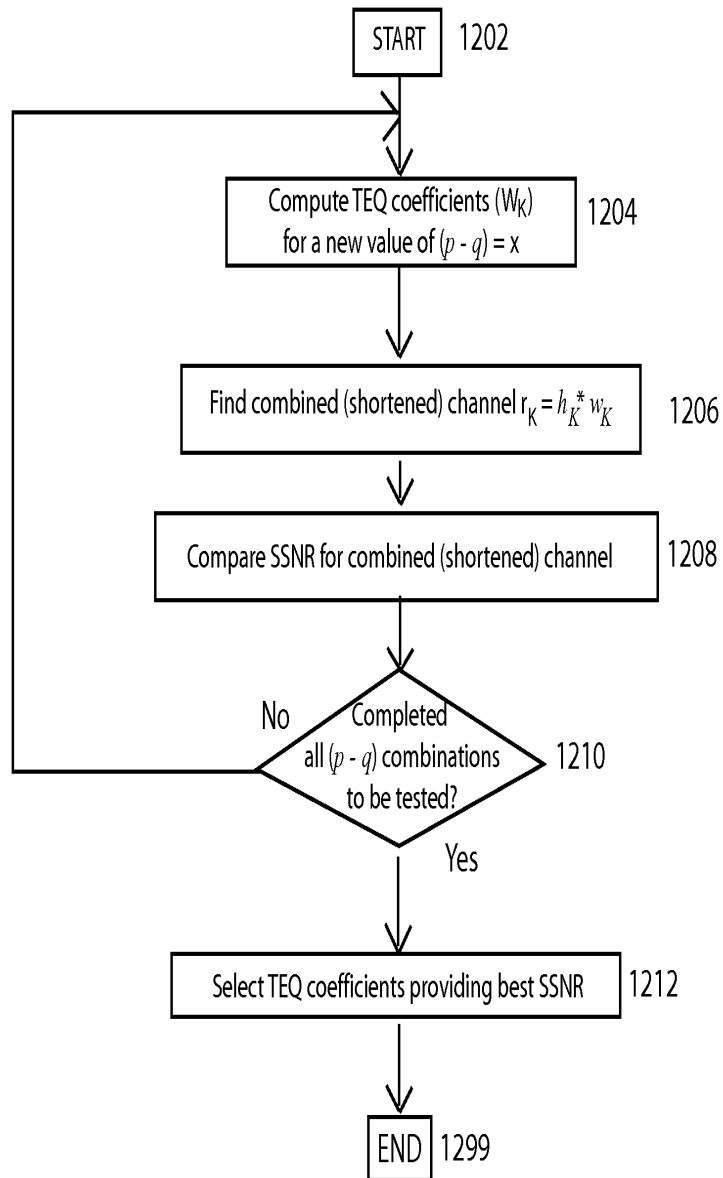 START 1202
Compute TEQ coefficients (W_K)
for a new value of (p - q) = x
1204
Find combined (shortened) channel r_K = h_K* w_K
1206
Compare SSNR for combined (shortened) channel
1208
No
Completed
all (p - q) combinations
to be tested?
1210
Yes
Select TEQ coefficients providing best SSNR
1212
END 1299